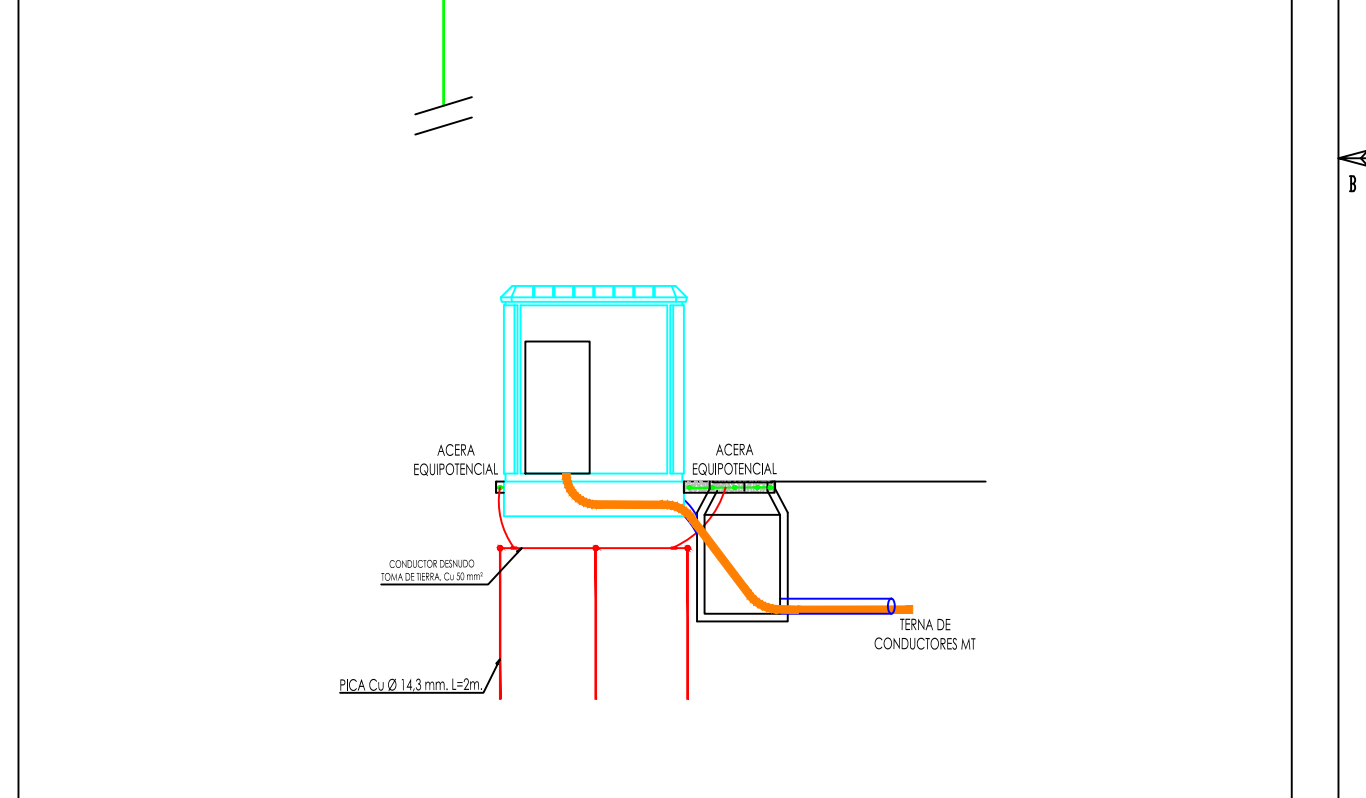 B
ACERA
EQUIPOTENCIAL
ACERA
EQUIPOTENCIAL
CONDUCTOR DESNUDO
TOMA DE TIERRA. Cu 50 mm²
TERNA DE
CONDUCTORES MT
PICA Cu Ø 14,3 mm. L=2m.